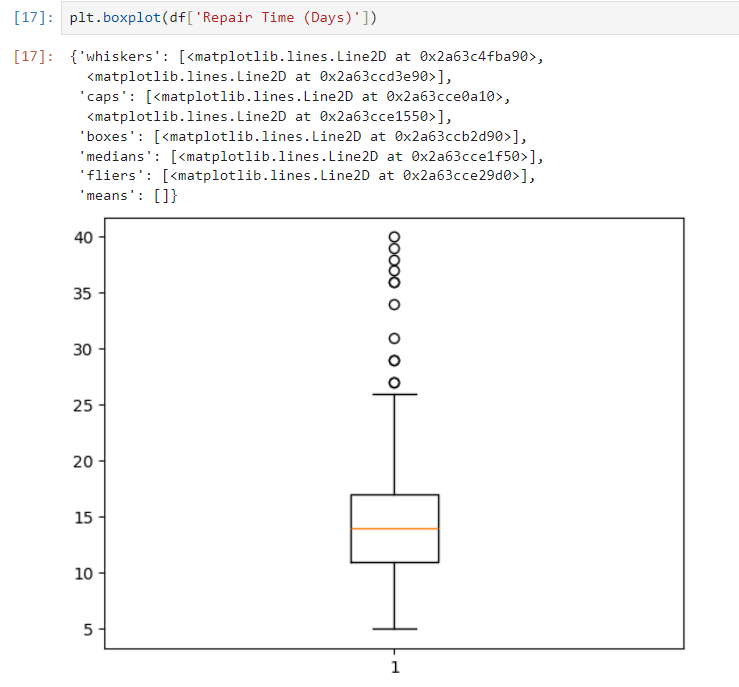 [17]: plt.boxplot(df['Repair Time (Days)'])
[17]: {'whiskers': [<matplotlib.lines.Line2D at 0x2a63c4fba90>,
<matplotlib.lines.Line2D at 0x2a63ccd3e90>],
'caps': [<matplotlib.lines.Line2D at 0x2a63cce0a10>,
<matplotlib.lines.Line2D at 0x2a63cce1550>],
'boxes': [<matplotlib.lines.Line2D at 0x2a63ccb2d90>],
'medians': [<matplotlib.lines.Line2D at 0x2a63cce1f50>],
'fliers': [<matplotlib.lines.Line2D at 0x2a63cce29d0>],
'means': []}
40
35
30
25
20
15
10
5
1